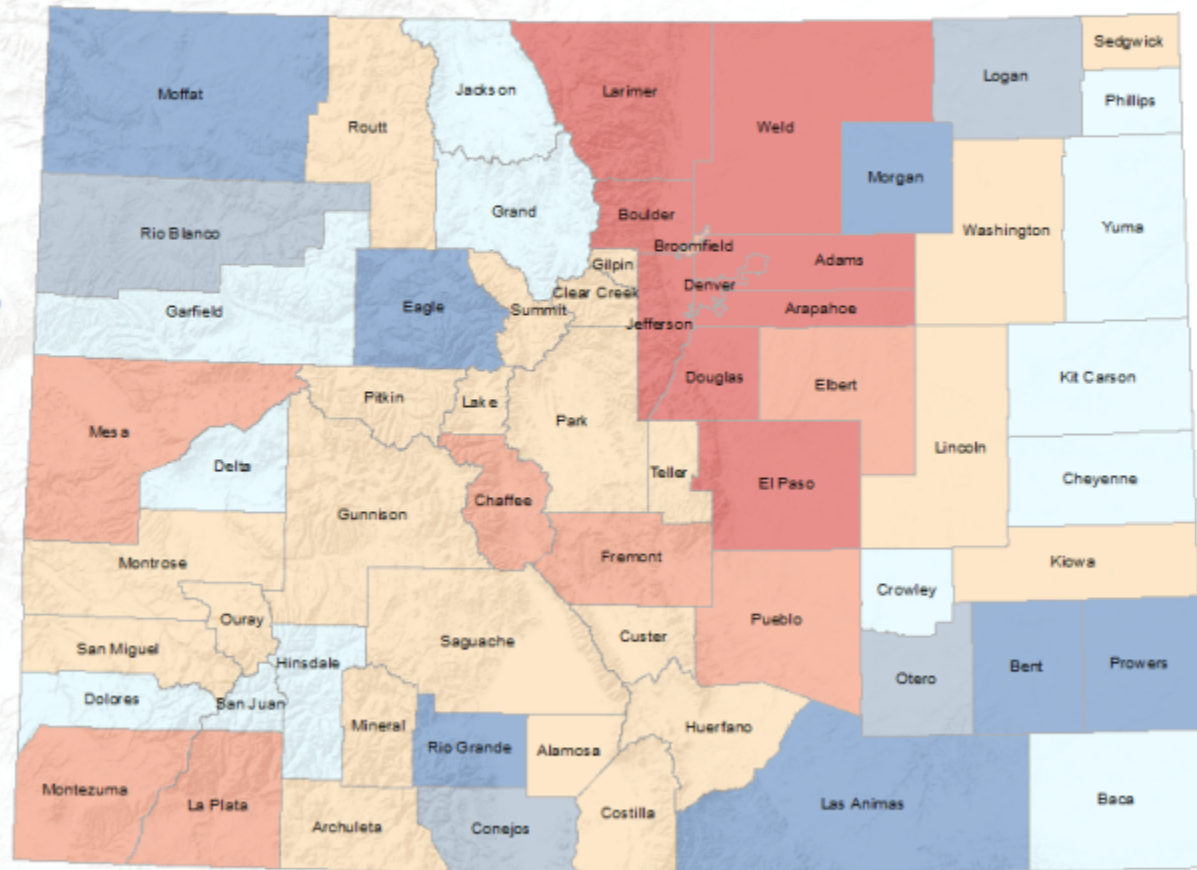 Sedgwick
Logan
Moffat
Jackson
Larimer
Phillips
Routt
Weld
Morgan
Grand
Boulder
Yuma
Rio Blanco
Washington
Broomfield
Gilpin
Adams
Denver
Clear Creek
Eagle
Summit
Garfield
Arapahoe
Jefferson
Douglas
Kit Carson
Elbert
Pitkin
Lake
Park
Mesa
Lincoln
Delta
Teller
Cheyenne
El Paso
Chaffee
Gunnison
Fremont
Montrose
Kiowa
Crowley
Ouray
Pueblo
Custer
Saguache
San Miguel
Hinsdale
Bent
Prowers
Otero
Dolores
San Juan
Mineral
Huerfano
Rio Grande
Alamosa
Montezuma
La Plata
Baca
Las Animas
Costilla
Archuleta
Conejos